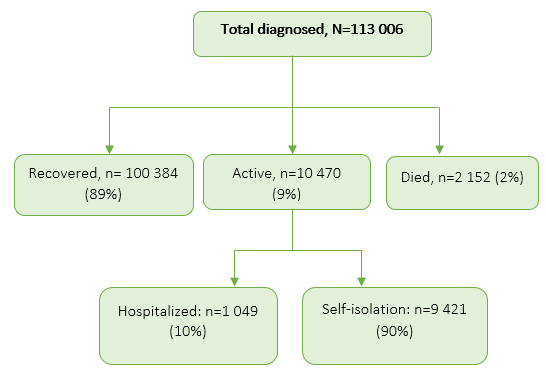 Total diagnosed, N=113 006
Recovered, n= 100 384
(89%)
Active, n=10 470
(9%)
Died, n=2 152 (2%)
Hospitalized: n=1 049
(10%)
Self-isolation: n=9 421
(90%)